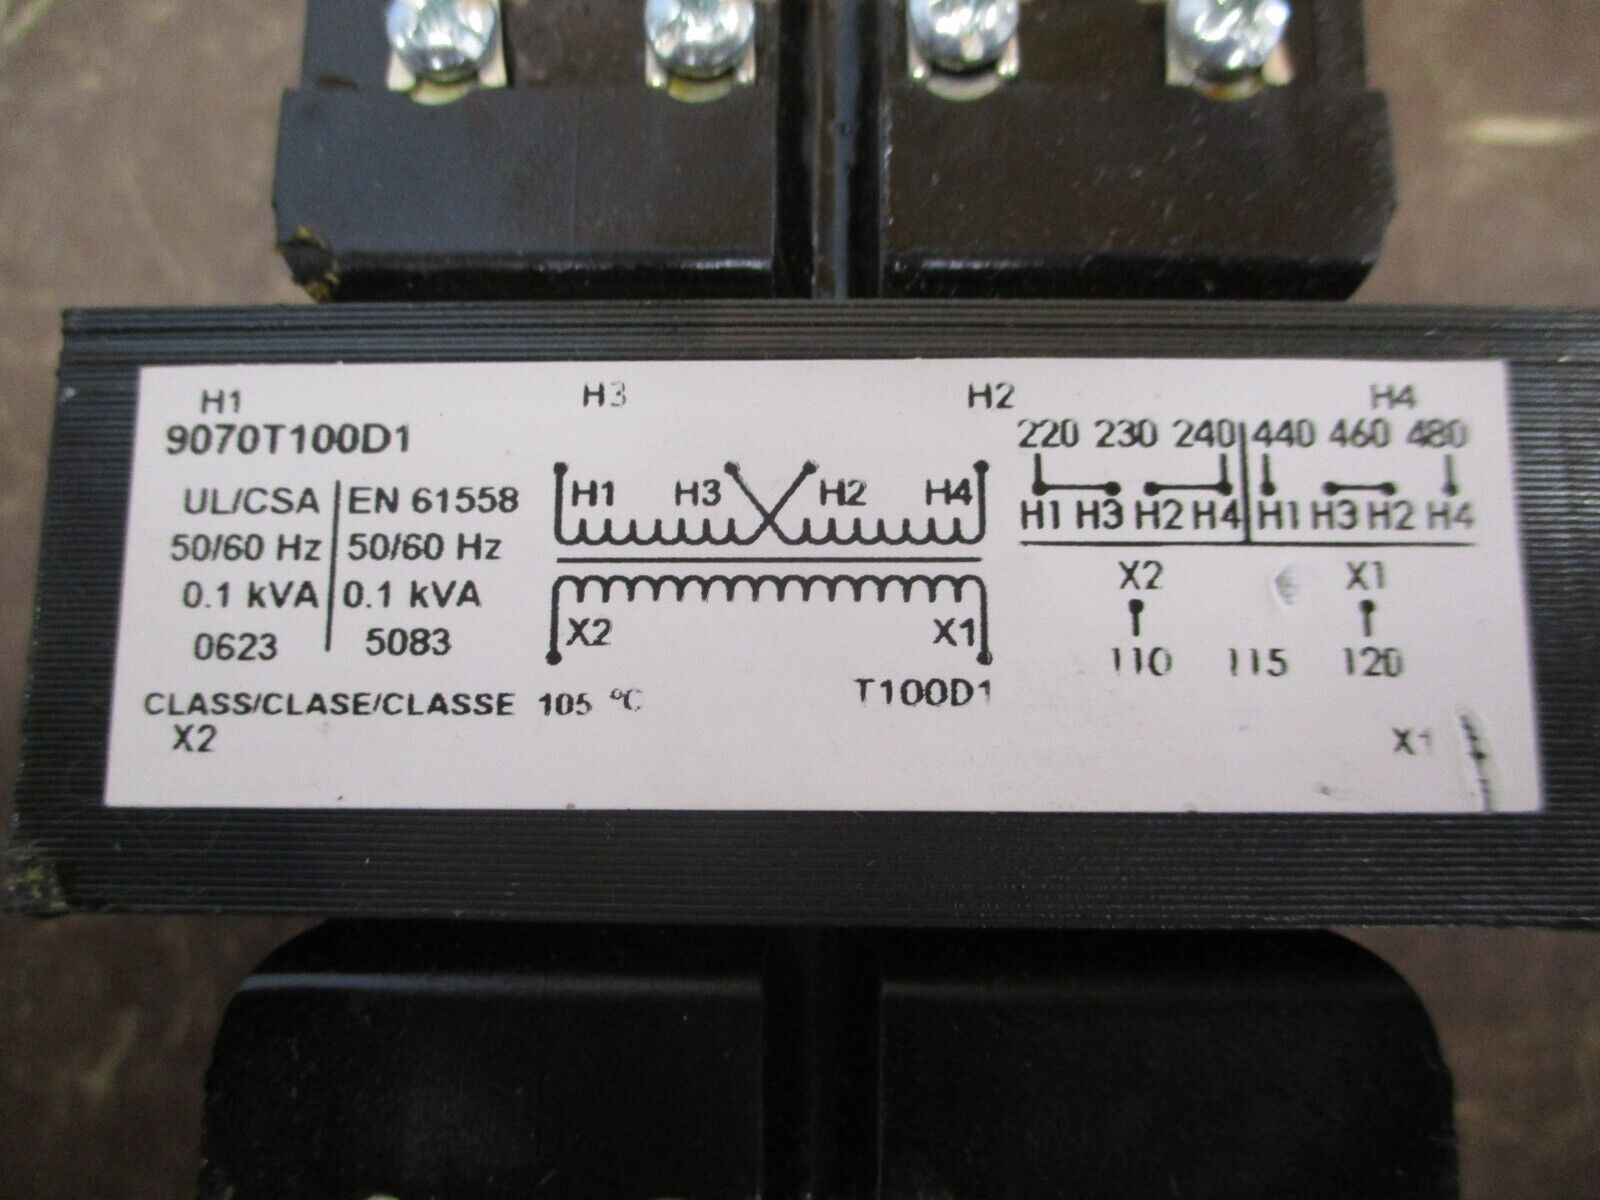 H1 H3 H2 H4
9070T100D1
220 230 240 440 460 480
UL/CSA EN 61558
H1 H3 H2 H4
H1 H3 H2 H4 H1 H3 H2 H4
50/60 Hz 50/60 Hz
0.1 kVA 0.1 kVA
X2 X1
0623 5083
X2 X1
110 115 120
CLASS/CLASE/CLASSE 105 °C
T100D1
X2 X1